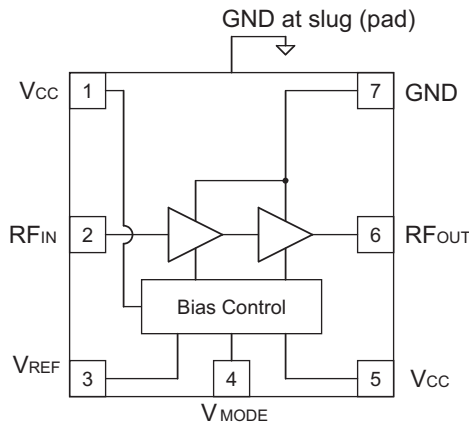 GND at slug (pad)
VCC 1 7 GND
RFIN 2 6 RFOUT
Bias Control
VREF 3 4 5 VCC
VMODE